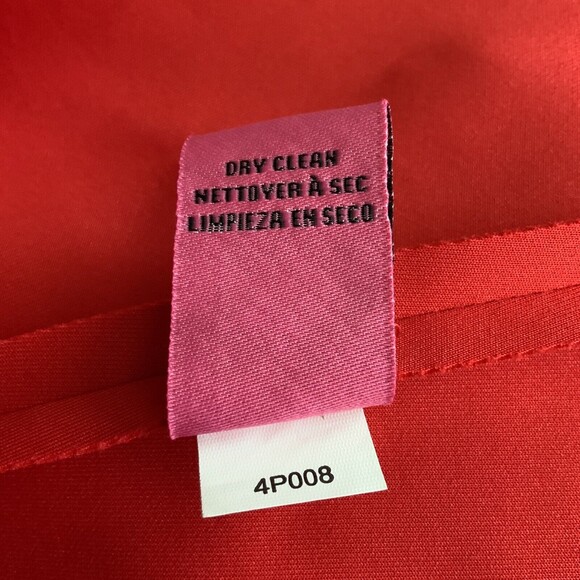 DRY CLEAN
NETTOYER À SEC
LIMPIEZA EN SECO
4P008